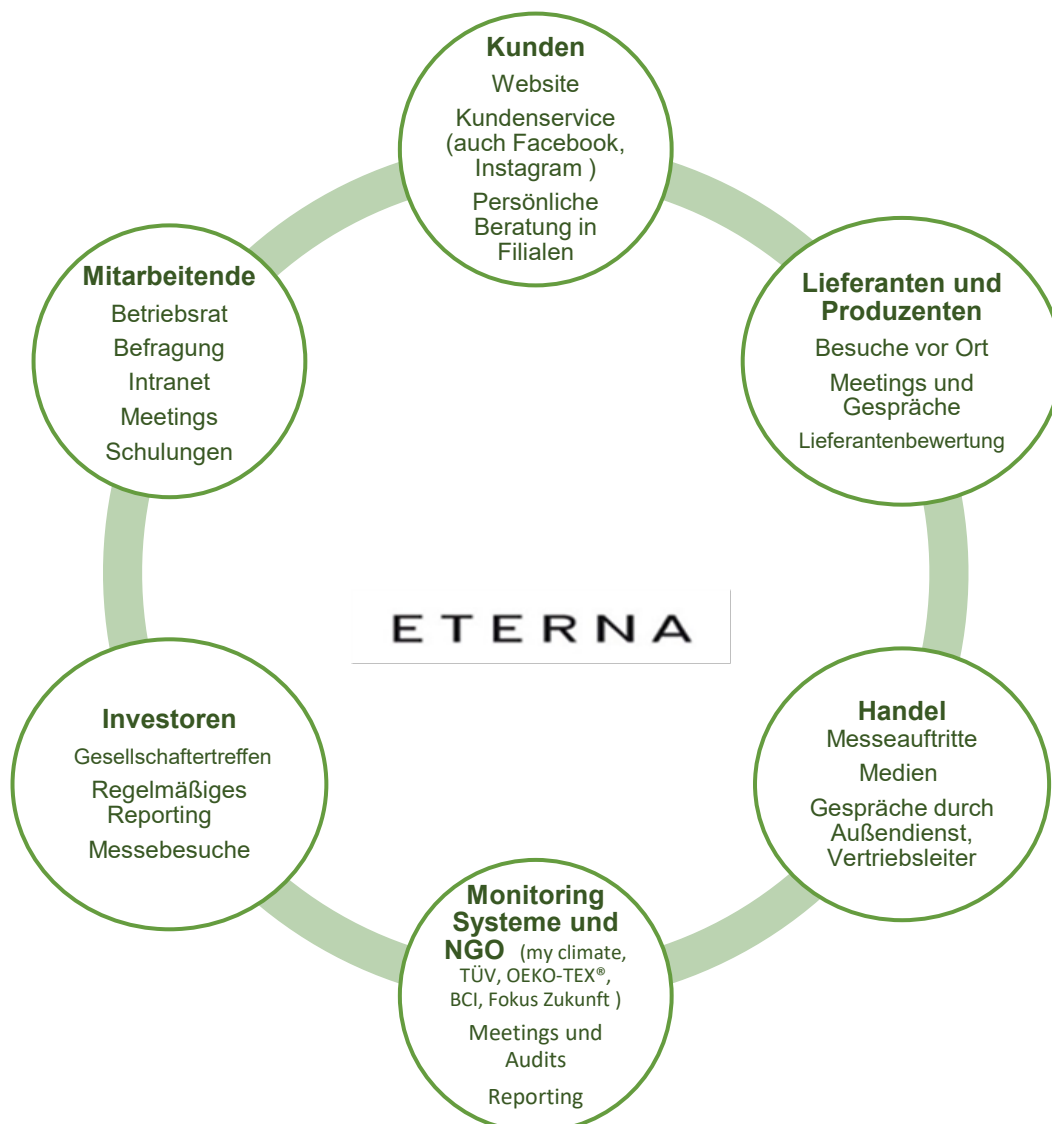 Kunden
Website
Kundenservice
(auch Facebook,
Instagram )
Persönliche
Beratung in
Filialen
Lieferanten und
Produzenten
Besuche vor Ort
Meetings und
Gespräche
Lieferantenbewertung
Handel
Messeauftritte
Medien
Gespräche durch
Außendienst,
Vertriebsleiter
Monitoring
Systeme und
NGO (my climate,
TÜV, OEKO-TEX®,
BCI, Fokus Zukunft )
Meetings und
Audits
Reporting
Investoren
Gesellschaftertreffen
Regelmäßiges
Reporting
Messebesuche
Mitarbeitende
Betriebsrat
Befragung
Intranet
Meetings
Schulungen
ETERNA